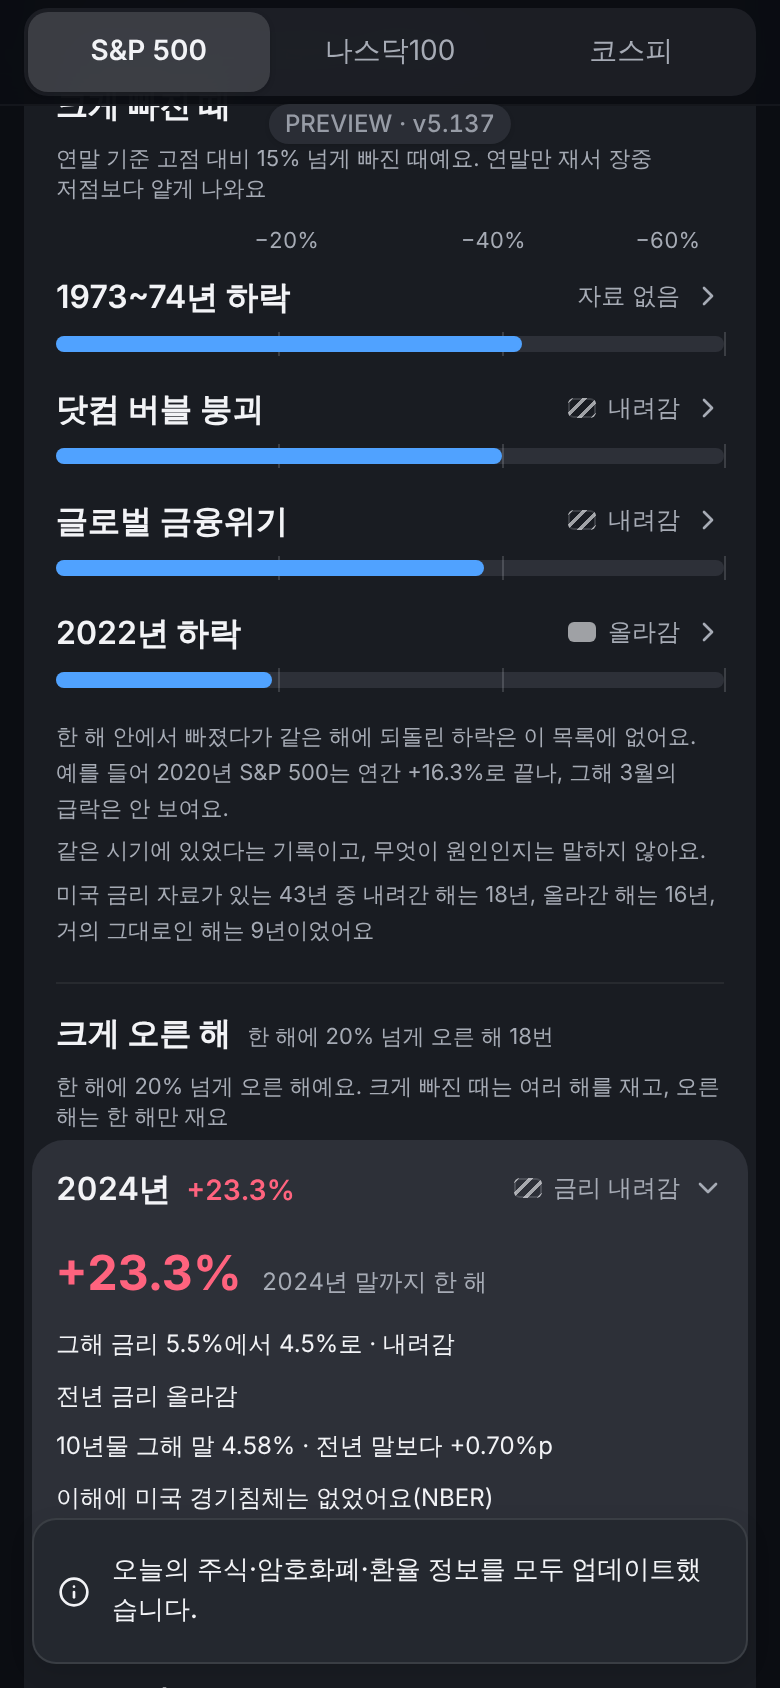 S&P 500
나스닥100
코스피
크게 빠진 때
PREVIEW · v5.137
연말 기준 고점 대비 15% 넘게 빠진 때예요. 연말만 재서 장중
저점보다 얕게 나와요
−20%
−40%
−60%
1973~74년 하락
자료 없음
닷컴 버블 붕괴
내려감
글로벌 금융위기
내려감
2022년 하락
올라감
한 해 안에서 빠졌다가 같은 해에 되돌린 하락은 이 목록에 없어요.
예를 들어 2020년 S&P 500는 연간 +16.3%로 끝나, 그해 3월의
급락은 안 보여요.
같은 시기에 있었다는 기록이고, 무엇이 원인인지는 말하지 않아요.
미국 금리 자료가 있는 43년 중 내려간 해는 18년, 올라간 해는 16년,
거의 그대로인 해는 9년이었어요
크게 오른 해 한 해에 20% 넘게 오른 해 18번
한 해에 20% 넘게 오른 해예요. 크게 빠진 때는 여러 해를 재고, 오른
해는 한 해만 재요
2024년 +23.3%
금리 내려감
+23.3% 2024년 말까지 한 해
그해 금리 5.5%에서 4.5%로 · 내려감
전년 금리 올라감
10년물 그해 말 4.58% · 전년 말보다 +0.70%p
이해에 미국 경기침체는 없었어요(NBER)
오늘의 주식·암호화폐·환율 정보를 모두 업데이트했
습니다.